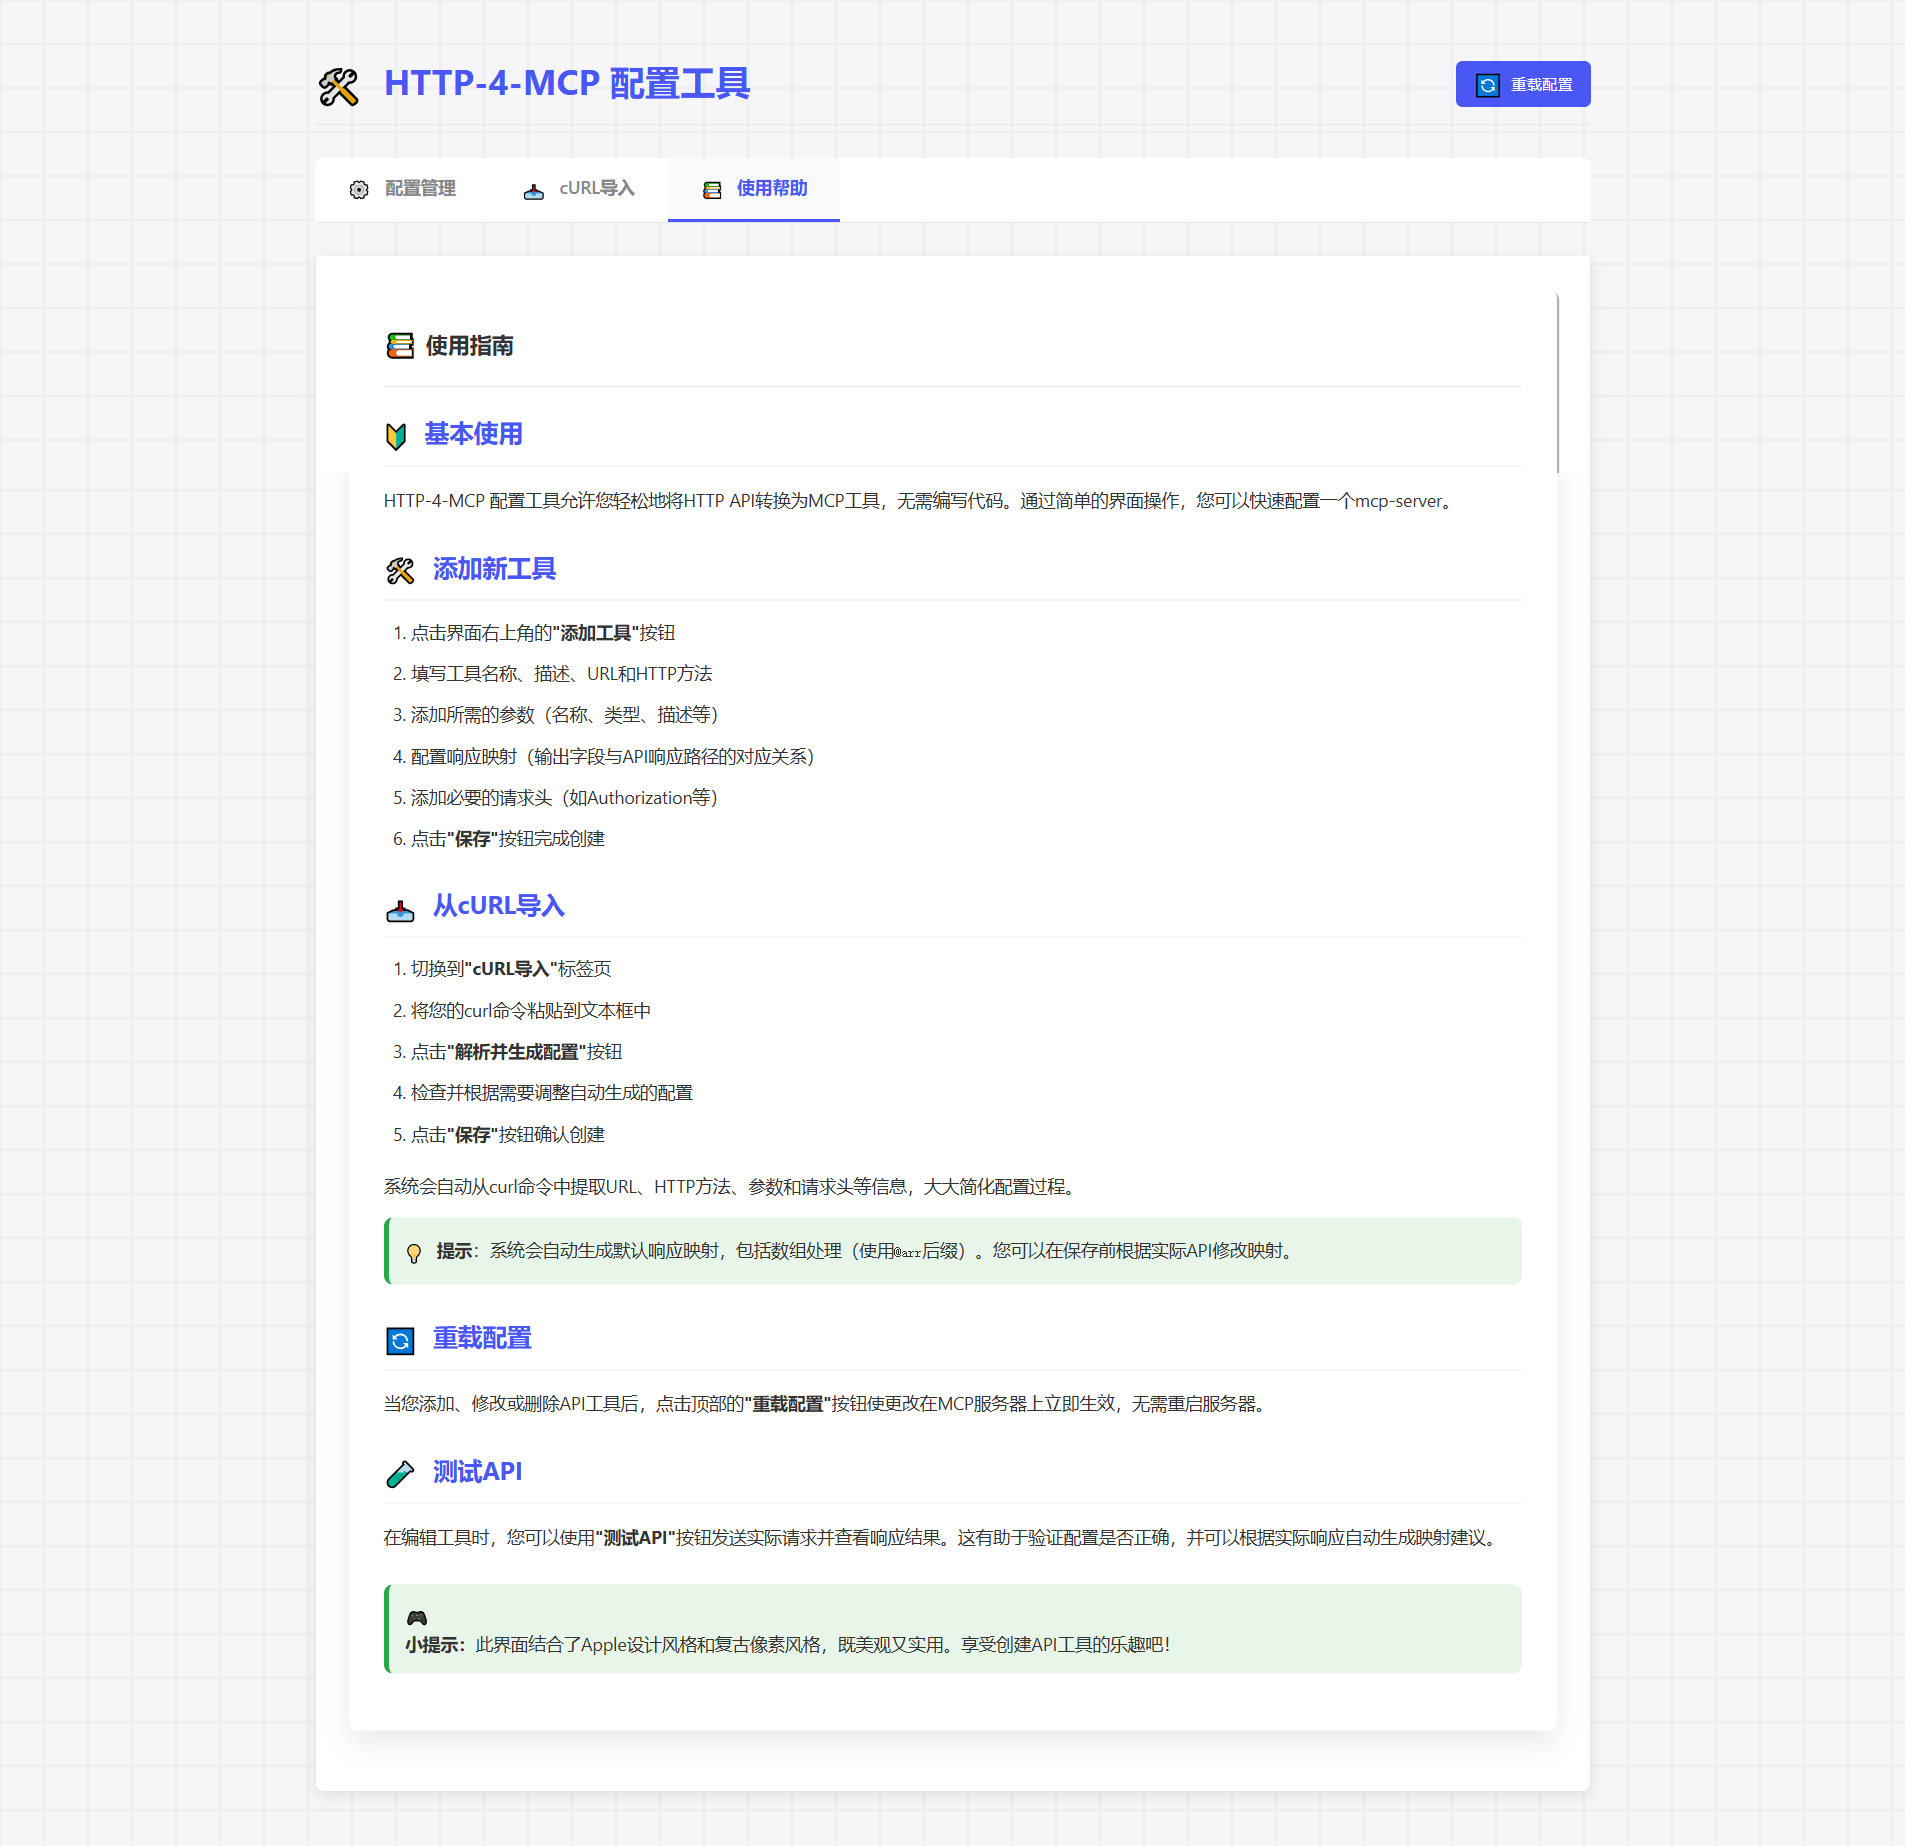 HTTP-4-MCP 配置工具
重载配置
配置管理
cURL导入
使用帮助
使用指南
基本使用
HTTP-4-MCP 配置工具允许您轻松地将HTTP API转换为MCP工具，无需编写代码。通过简单的界面操作，您可以快速配置一个mcp-server。
添加新工具
1. 点击界面右上角的"添加工具"按钮
2. 填写工具名称、描述、URL和HTTP方法
3. 添加所需的参数（名称、类型、描述等）
4. 配置响应映射（输出字段与API响应路径的对应关系）
5. 添加必要的请求头（如Authorization等）
6. 点击"保存"按钮完成创建
从cURL导入
1. 切换到"cURL导入"标签页
2. 将您的curl命令粘贴到文本框中
3. 点击"解析并生成配置"按钮
4. 检查并根据需要调整自动生成的配置
5. 点击"保存"按钮确认创建
系统会自动从curl命令中提取URL、HTTP方法、参数和请求头等信息，大大简化配置过程。
提示：系统会自动生成默认响应映射，包括数组处理（使用@arr后缀）。您可以在保存前根据实际API修改映射。
重载配置
当您添加、修改或删除API工具后，点击顶部的"重载配置"按钮使更改在MCP服务器上立即生效，无需重启服务器。
测试API
在编辑工具时，您可以使用"测试API"按钮发送实际请求并查看响应结果。这有助于验证配置是否正确，并可以根据实际响应自动生成映射建议。
小提示：此界面结合了Apple设计风格和复古像素风格，既美观又实用。享受创建API工具的乐趣吧！